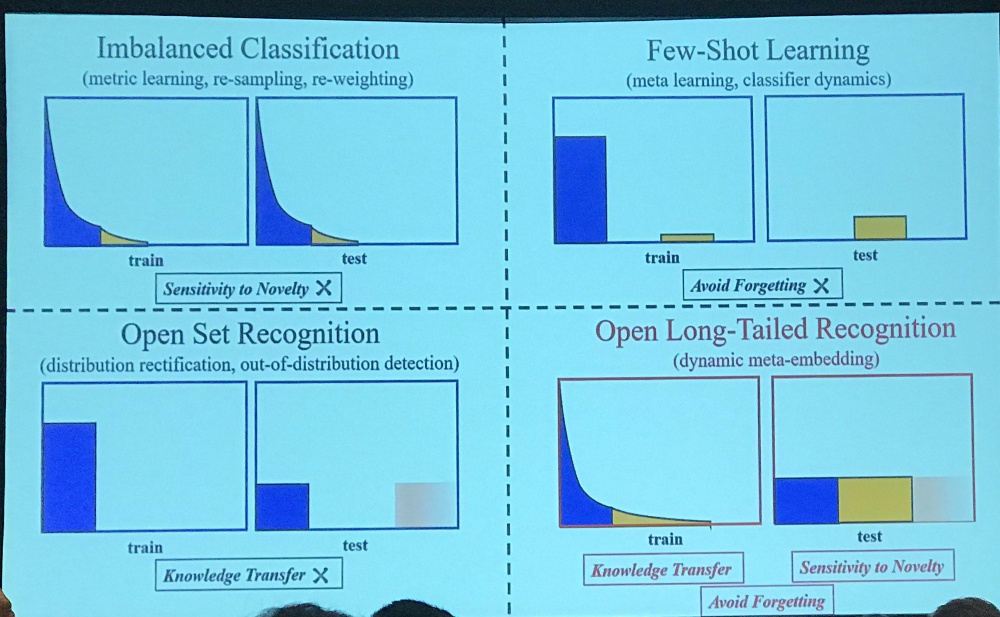 Imbalanced Classification
(metric learning, re-sampling, re-weighting)
train
test
Sensitivity to Novelty ✕
Few-Shot Learning
(meta learning, classifier dynamics)
train
test
Avoid Forgetting ✕
Open Set Recognition
(distribution rectification, out-of-distribution detection)
train
test
Knowledge Transfer ✕
Open Long-Tailed Recognition
(dynamic meta-embedding)
train
test
Knowledge Transfer
Sensitivity to Novelty
Avoid Forgetting